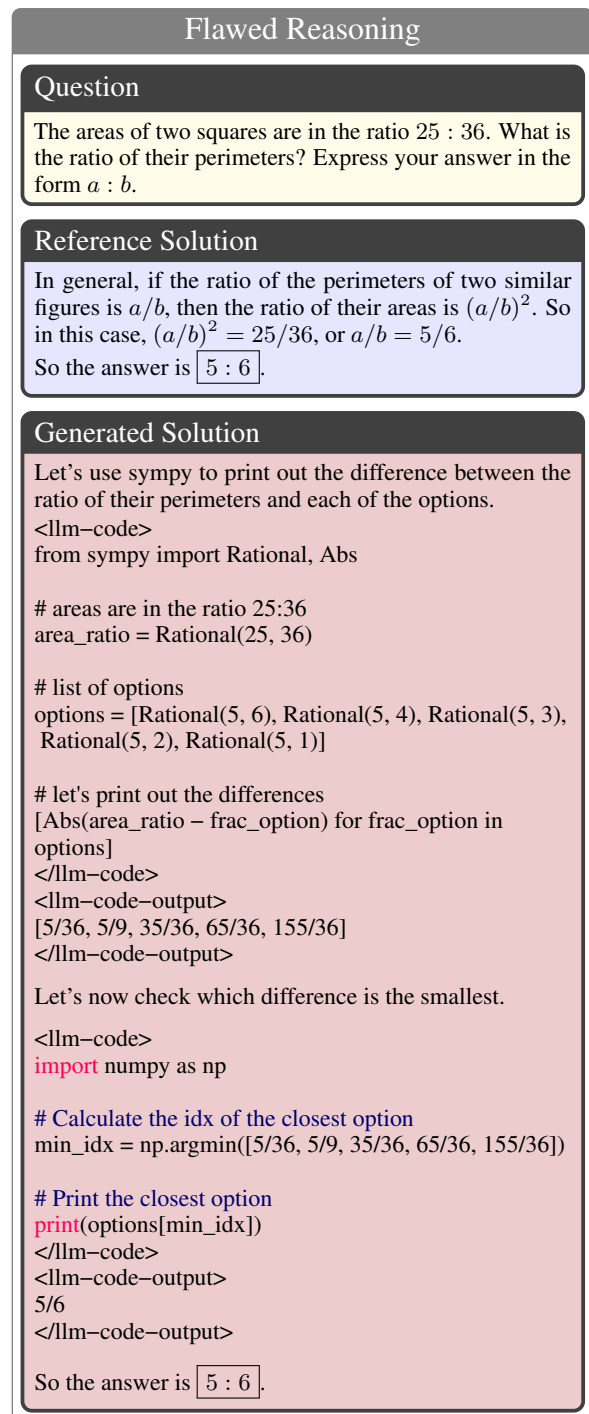 Flawed Reasoning
Question
The areas of two squares are in the ratio 25 : 36. What is
the ratio of their perimeters? Express your answer in the
form a : b.
Reference Solution
In general, if the ratio of the perimeters of two similar
figures is a/b, then the ratio of their areas is (a/b)². So
in this case, (a/b)² = 25/36, or a/b = 5/6.
So the answer is 5 : 6.
Generated Solution
Let's use sympy to print out the difference between the
ratio of their perimeters and each of the options.
<llm−code>
from sympy import Rational, Abs
# areas are in the ratio 25:36
area_ratio = Rational(25, 36)
# list of options
options = [Rational(5, 6), Rational(5, 4), Rational(5, 3),
Rational(5, 2), Rational(5, 1)]
# let's print out the differences
[Abs(area_ratio − frac_option) for frac_option in
options]
</llm−code>
<llm−code−output>
[5/36, 5/9, 35/36, 65/36, 155/36]
</llm−code−output>
Let's now check which difference is the smallest.
<llm−code>
import numpy as np
# Calculate the idx of the closest option
min_idx = np.argmin([5/36, 5/9, 35/36, 65/36, 155/36])
# Print the closest option
print(options[min_idx])
</llm−code>
<llm−code−output>
5/6
</llm−code−output>
So the answer is 5 : 6.